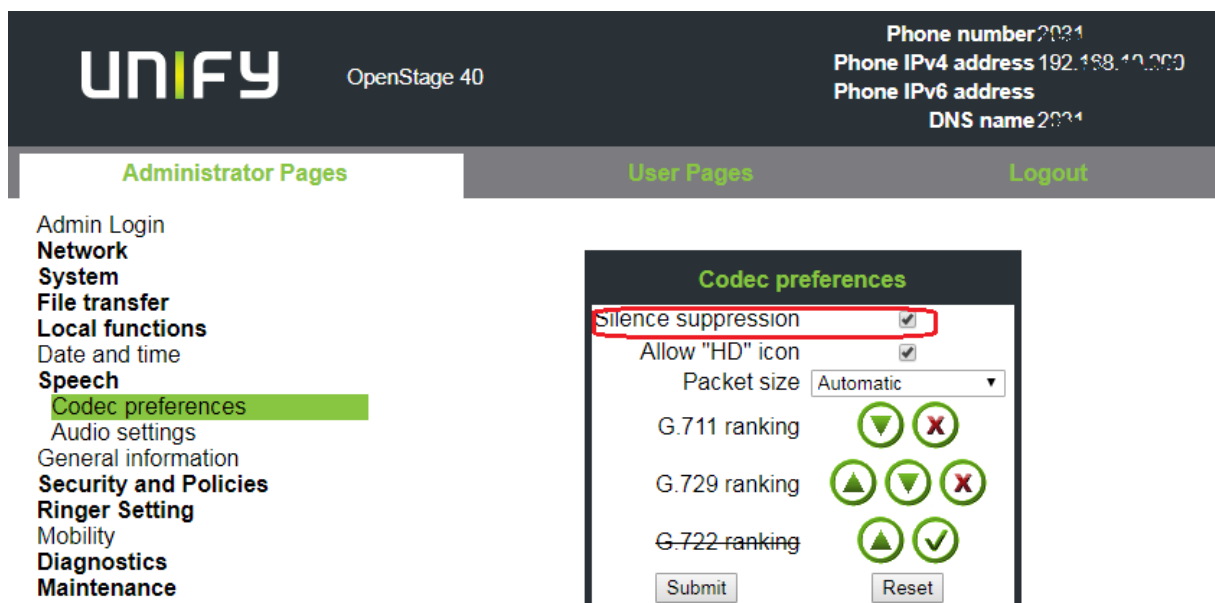 UNIFY
OpenStage 40
Phone number
Phone IPv4 address
Phone IPv6 address
DNS name
Administrator Pages
User Pages
Logout
Admin Login
Network
System
File transfer
Local functions
Date and time
Speech
Codec preferences
Audio settings
General information
Security and Policies
Ringer Setting
Mobility
Diagnostics
Maintenance
Codec preferences
Silence suppression
Allow "HD" icon
Packet size Automatic
G.711 ranking
G.729 ranking
G.722 ranking
Submit Reset